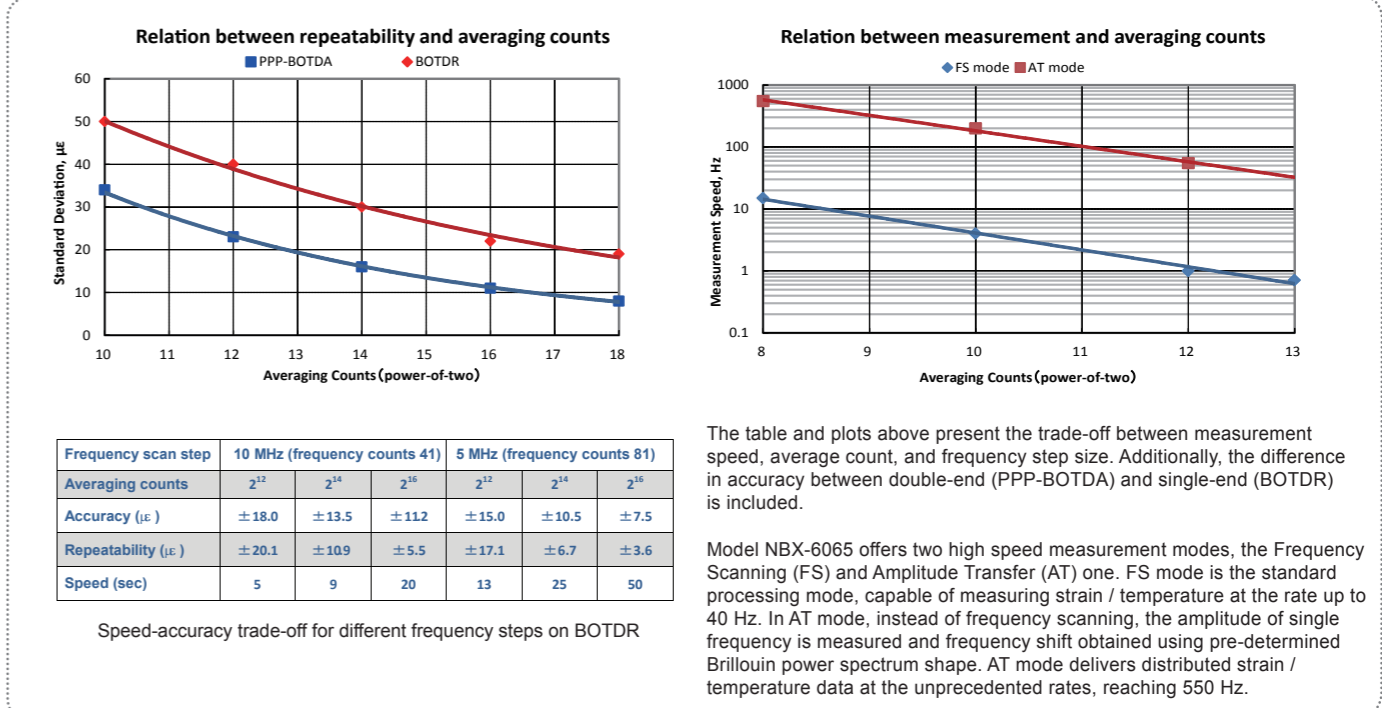 Relation between repeatability and averaging counts
PPP-BOTDA BOTDR
Standard Deviation, με
60
50
40
30
20
10
0
10 11 12 13 14 15 16 17 18
Averaging Counts(power-of-two)
Relation between measurement and averaging counts
FS mode AT mode
Measurement Speed, Hz
1000
100
10
1
0.1
8 9 10 11 12 13
Averaging Counts(power-of-two)
Frequency scan step 10 MHz (frequency counts 41) 5 MHz (frequency counts 81)
Averaging counts 2¹² 2¹⁴ 2¹⁶ 2¹² 2¹⁴ 2¹⁶
Accuracy (με ) ±18.0 ±13.5 ±11.2 ±15.0 ±10.5 ±7.5
Repeatability (με ) ±20.1 ±10.9 ±5.5 ±17.1 ±6.7 ±3.6
Speed (sec) 5 9 20 13 25 50
Speed-accuracy trade-off for different frequency steps on BOTDR
The table and plots above present the trade-off between measurement
speed, average count, and frequency step size. Additionally, the difference
in accuracy between double-end (PPP-BOTDA) and single-end (BOTDR)
is included.
Model NBX-6065 offers two high speed measurement modes, the Frequency
Scanning (FS) and Amplitude Transfer (AT) one. FS mode is the standard
processing mode, capable of measuring strain / temperature at the rate up to
40 Hz. In AT mode, instead of frequency scanning, the amplitude of single
frequency is measured and frequency shift obtained using pre-determined
Brillouin power spectrum shape. AT mode delivers distributed strain /
temperature data at the unprecedented rates, reaching 550 Hz.